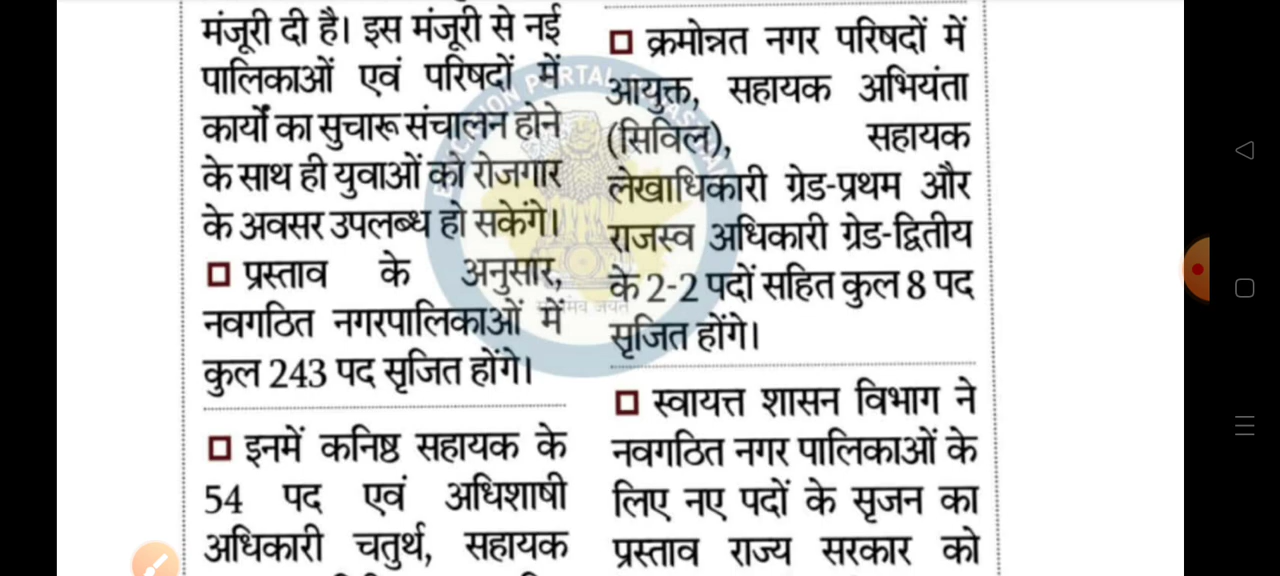 मंजूरी दी है। इस मंजूरी से नई
पालिकाओं एवं परिषदों में
कार्यों का सुचारू संचालन होने
के साथ ही युवाओं को रोजगार
के अवसर उपलब्ध हो सकेंगे।
प्रस्ताव के अनुसार,
नवगठित नगरपालिकाओं में
कुल 243 पद सृजित होंगे।
इनमें कनिष्ठ सहायक के
54 पद एवं अधिशाषी
अधिकारी चतुर्थ, सहायक
क्रमोन्नत नगर परिषदों में
आयुक्त, सहायक अभियंता
(सिविल), सहायक
लेखाधिकारी ग्रेड-प्रथम और
राजस्व अधिकारी ग्रेड-द्वितीय
के 2-2 पदों सहित कुल 8 पद
सृजित होंगे।
स्वायत्त शासन विभाग ने
नवगठित नगर पालिकाओं के
लिए नए पदों के सृजन का
प्रस्ताव राज्य सरकार को